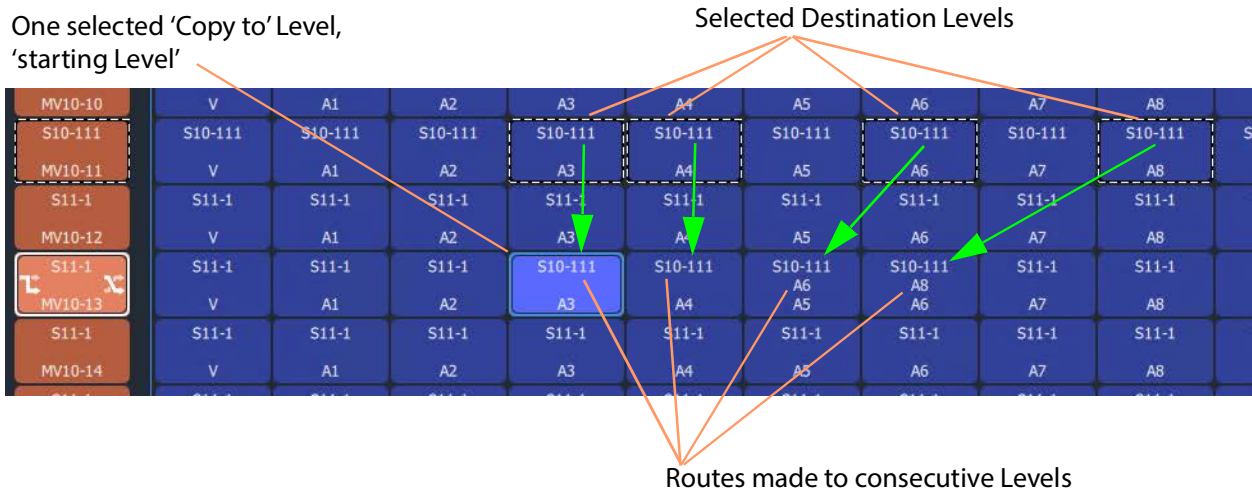 One selected ‘Copy to’ Level,
‘starting Level’
Selected Destination Levels
MV10-10 V A1 A2 A3 A4 A5 A6 A7 A8
S10-111 S10-111 S10-111 S10-111 S10-111 S10-111 S10-111 S10-111 S10-111 S10-111 S
MV10-11 V A1 A2 A3 A4 A5 A6 A7 A8
S11-1 S11-1 S11-1 S11-1 S11-1 S11-1 S11-1 S11-1 S11-1 S11-1
MV10-12 V A1 A2 A3 A4 A5 A6 A7 A8
S11-1 S11-1 S11-1 S11-1 S10-111 S10-111 S10-111 S10-111 S11-1 S11-1
A6 A8
MV10-13 V A1 A2 A3 A4 A5 A6 A7 A8
S11-1 S11-1 S11-1 S11-1 S11-1 S11-1 S11-1 S11-1 S11-1 S11-1
MV10-14 V A1 A2 A3 A4 A5 A6 A7 A8
Routes made to consecutive Levels